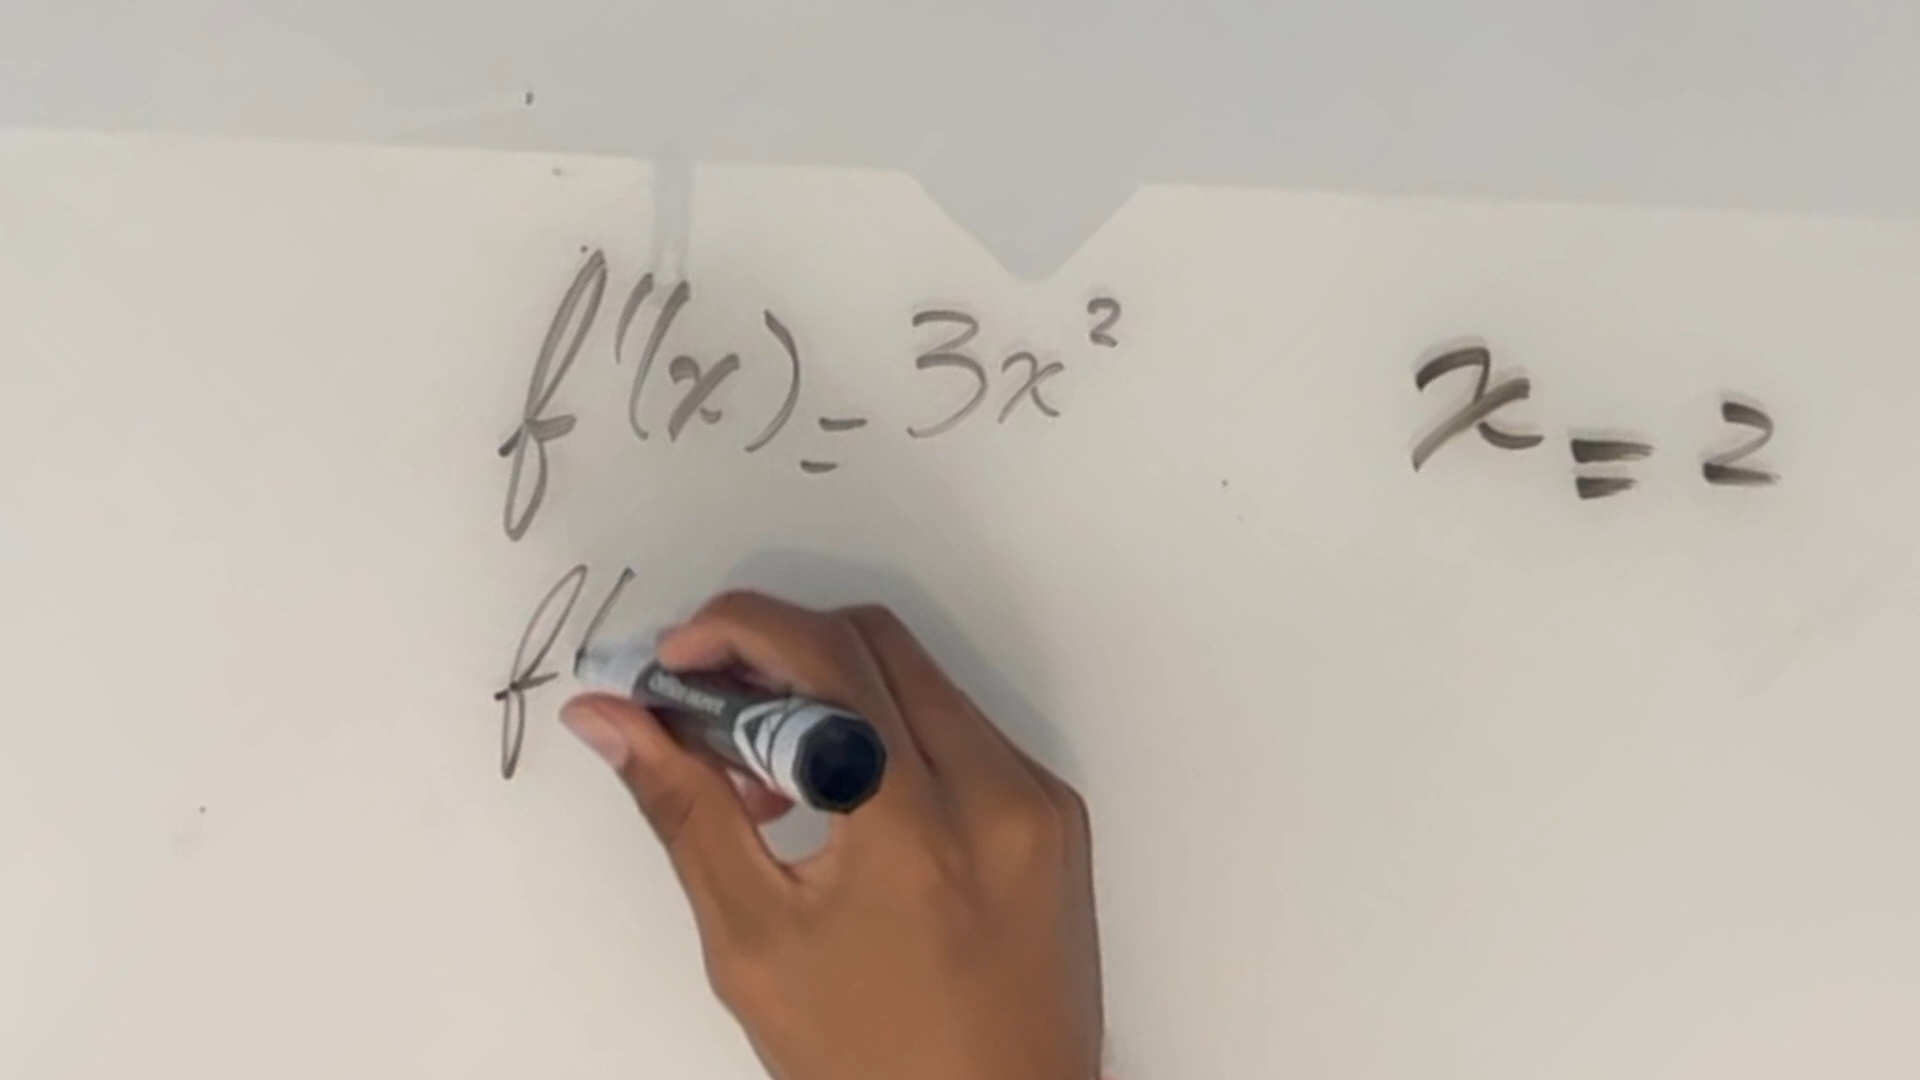 f'(x) = 3x² x = 2
f(